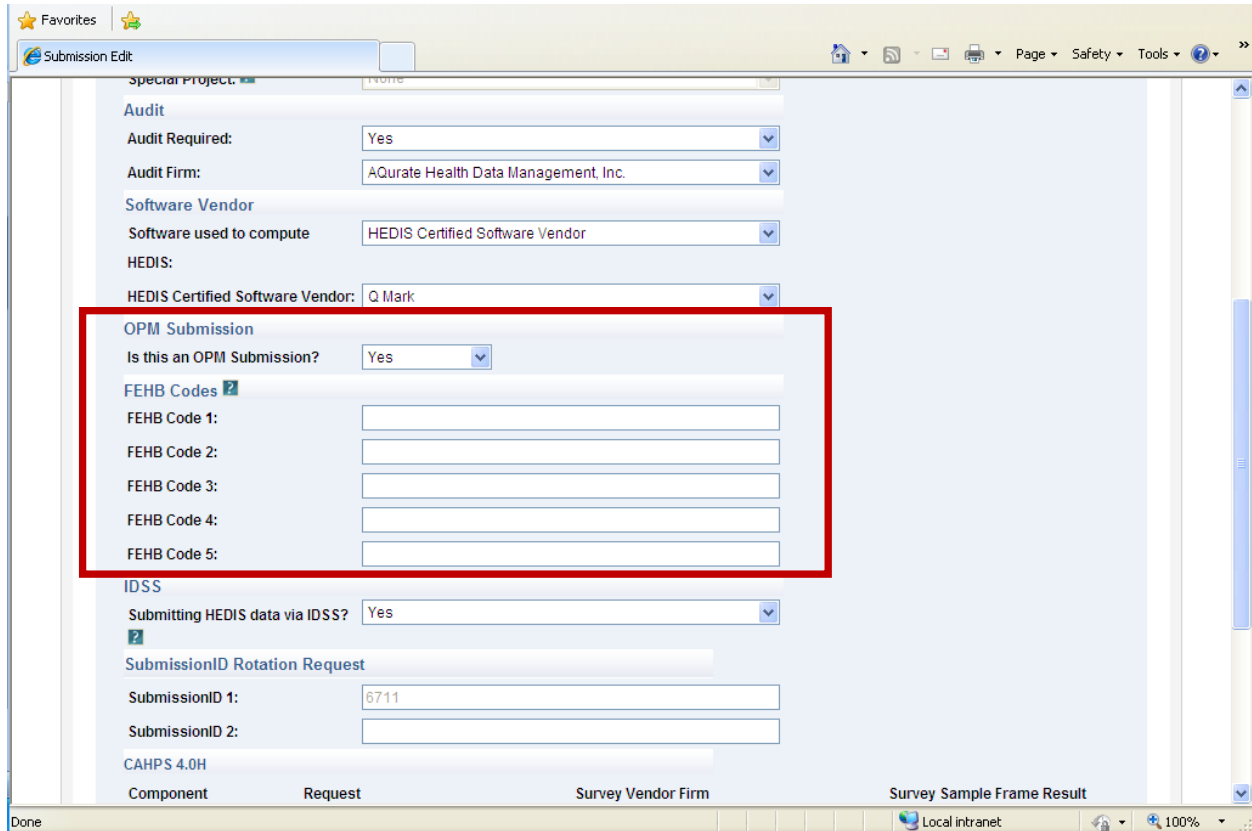 Favorites
Submission Edit
Page Safety Tools »
Special Project: ? None
Audit
Audit Required: Yes
Audit Firm: AQurate Health Data Management, Inc.
Software Vendor
Software used to compute HEDIS Certified Software Vendor
HEDIS:
HEDIS Certified Software Vendor: Q Mark
OPM Submission
Is this an OPM Submission? Yes
FEHB Codes ?
FEHB Code 1:
FEHB Code 2:
FEHB Code 3:
FEHB Code 4:
FEHB Code 5:
IDSS
Submitting HEDIS data via IDSS? Yes
?
SubmissionID Rotation Request
SubmissionID 1: 6711
SubmissionID 2:
CAHPS 4.0H
Component Request Survey Vendor Firm Survey Sample Frame Result
Done Local intranet 100%